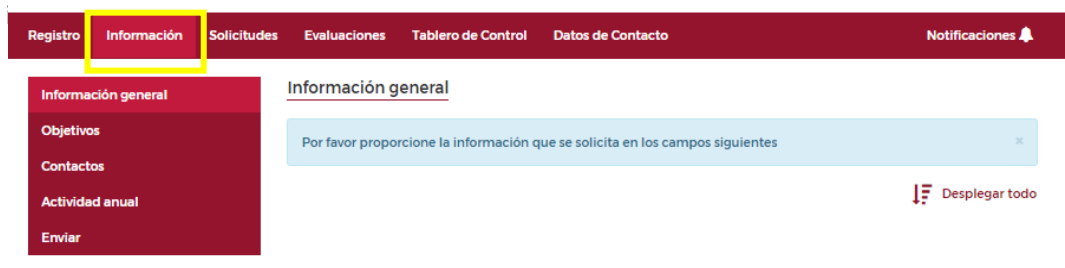 Registro Información Solicitudes Evaluaciones Tablero de Control Datos de Contacto Notificaciones
Información general
Objetivos
Contactos
Actividad anual
Enviar
Información general
Por favor proporcione la información que se solicita en los campos siguientes ×
Desplegar todo